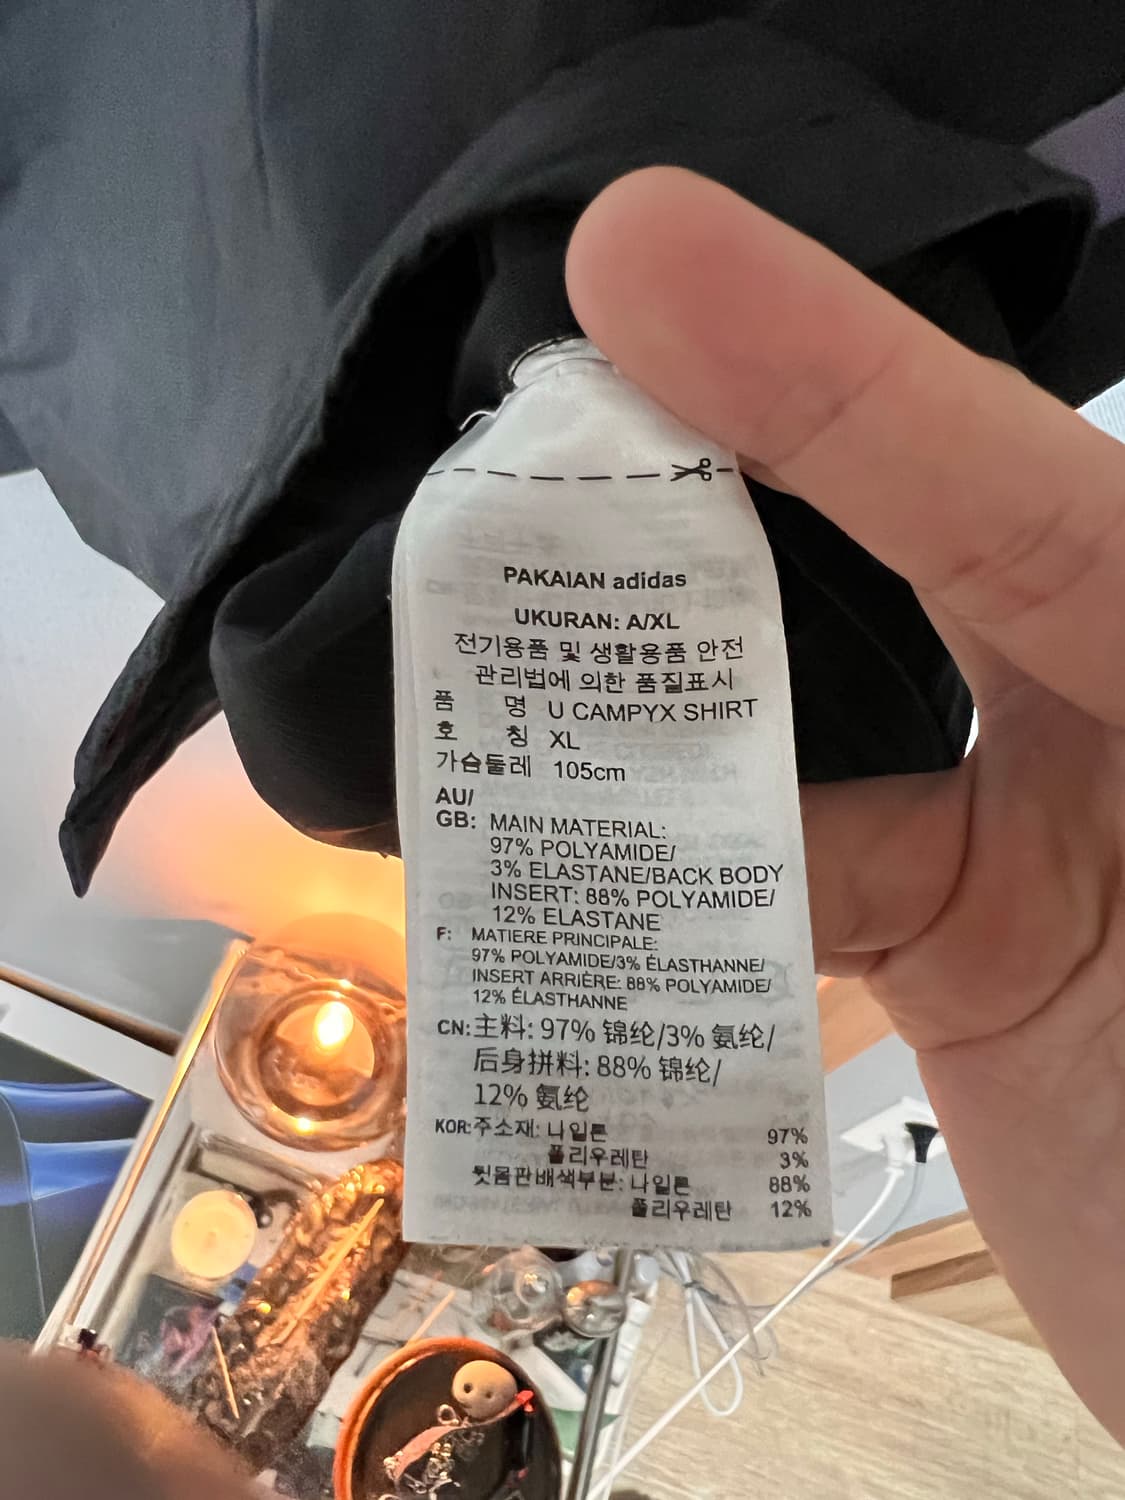 PAKAIAN adidas
UKURAN: A/XL
전기용품 및 생활용품 안전
관리법에 의한 품질표시
품 명 U CAMPYX SHIRT
호 칭 XL
가슴둘레 105cm
AU/
GB: MAIN MATERIAL:
97% POLYAMIDE/
3% ELASTANE/BACK BODY
INSERT: 88% POLYAMIDE/
12% ELASTANE
F: MATIERE PRINCIPALE:
97% POLYAMIDE/3% ÉLASTHANNE/
INSERT ARRIÈRE: 88% POLYAMIDE/
12% ÉLASTHANNE
CN: 主料: 97% 锦纶/3% 氨纶/
后身拼料: 88% 锦纶/
12% 氨纶
KOR: 주소재: 나일론 97%
폴리우레탄 3%
뒷몸판배색부분: 나일론 88%
폴리우레탄 12%